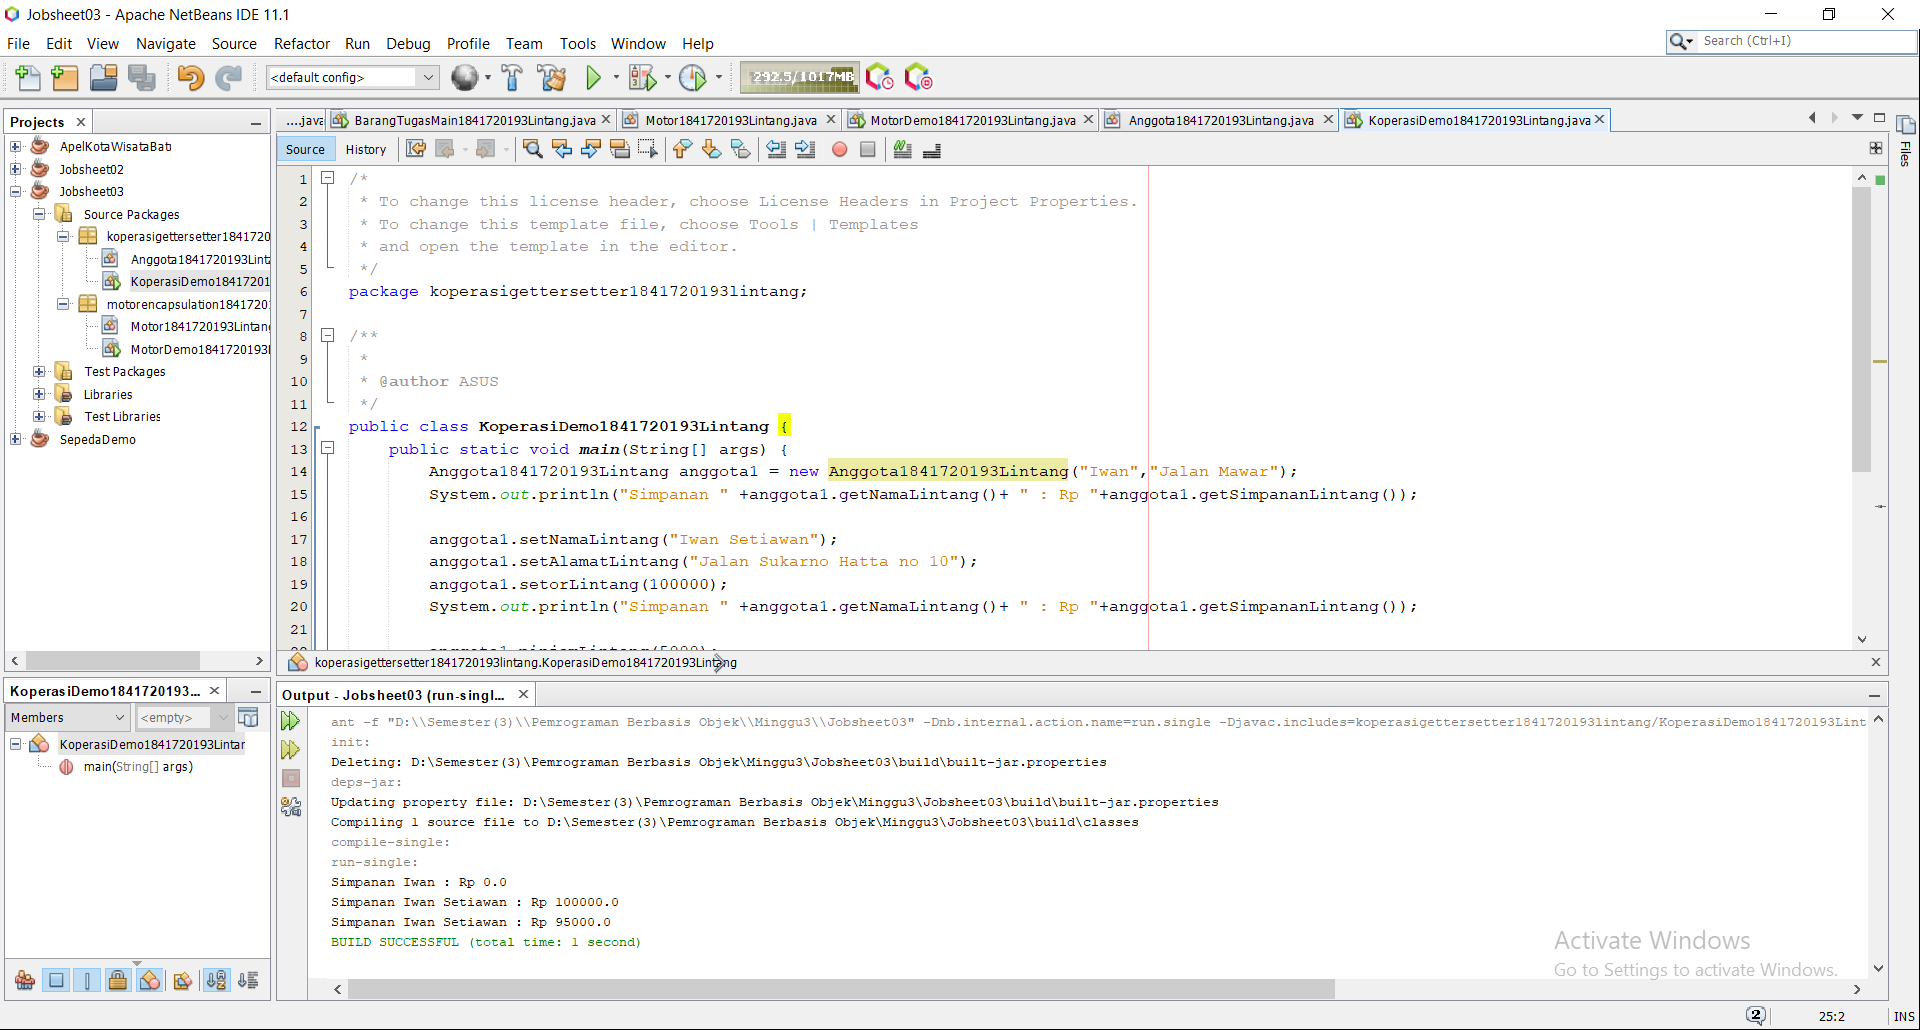 Jobsheet03 - Apache NetBeans IDE 11.1
File Edit View Navigate Source Refactor Run Debug Profile Team Tools Window Help
Search (Ctrl+I)
<default config>
292.5/1017MB
Projects
ApelKotaWisataBatu
Jobsheet02
Jobsheet03
Source Packages
koperasigettersetter1841720
Anggota1841720193Lint
KoperasiDemo18417201
motorencapsulation1841720
Motor1841720193Lintang
MotorDemo1841720193l
Test Packages
Libraries
Test Libraries
SepedaDemo
....java BarangTugasMain1841720193Lintang.java Motor1841720193Lintang.java MotorDemo1841720193Lintang.java Anggota1841720193Lintang.java KoperasiDemo1841720193Lintang.java
Files
Source History
1 /*
2 * To change this license header, choose License Headers in Project Properties.
3 * To change this template file, choose Tools | Templates
4 * and open the template in the editor.
5 */
6 package koperasigettersetter1841720193lintang;
7
8 /**
9 *
10 * @author ASUS
11 */
12 public class KoperasiDemo1841720193Lintang {
13 public static void main(String[] args) {
14 Anggota1841720193Lintang anggota1 = new Anggota1841720193Lintang("Iwan","Jalan Mawar");
15 System.out.println("Simpanan " +anggota1.getNamaLintang()+ " : Rp "+anggota1.getSimpananLintang());
16
17 anggota1.setNamaLintang("Iwan Setiawan");
18 anggota1.setAlamatLintang("Jalan Sukarno Hatta no 10");
19 anggota1.setorLintang(100000);
20 System.out.println("Simpanan " +anggota1.getNamaLintang()+ " : Rp "+anggota1.getSimpananLintang());
21
22 anggota1.pinjamLintang(5000);
koperasigettersetter1841720193lintang.KoperasiDemo1841720193Lintang
KoperasiDemo1841720193...
Members <empty>
KoperasiDemo1841720193Lintar
main(String[] args)
Output - Jobsheet03 (run-singl...
ant -f "D:\\Semester(3)\\Pemrograman Berbasis Objek\\Minggu3\\Jobsheet03" -Dnb.internal.action.name=run.single -Djavac.includes=koperasigettersetter1841720193lintang/KoperasiDemo1841720193Lint
init:
Deleting: D:\Semester(3)\Pemrograman Berbasis Objek\Minggu3\Jobsheet03\build\built-jar.properties
deps-jar:
Updating property file: D:\Semester(3)\Pemrograman Berbasis Objek\Minggu3\Jobsheet03\build\built-jar.properties
Compiling 1 source file to D:\Semester(3)\Pemrograman Berbasis Objek\Minggu3\Jobsheet03\build\classes
compile-single:
run-single:
Simpanan Iwan : Rp 0.0
Simpanan Iwan Setiawan : Rp 100000.0
Simpanan Iwan Setiawan : Rp 95000.0
BUILD SUCCESSFUL (total time: 1 second)
Activate Windows
Go to Settings to activate Windows.
2
25:2
INS